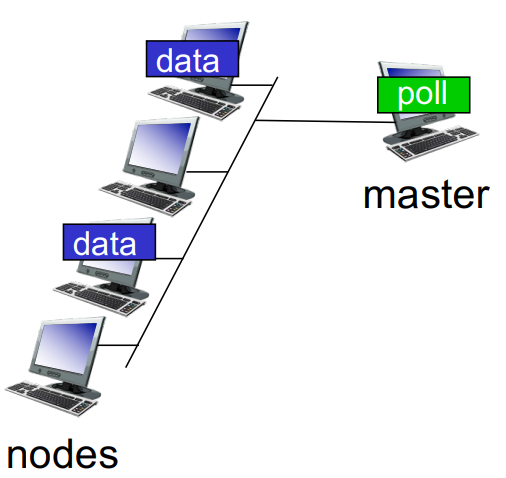 data
poll
master
data
nodes